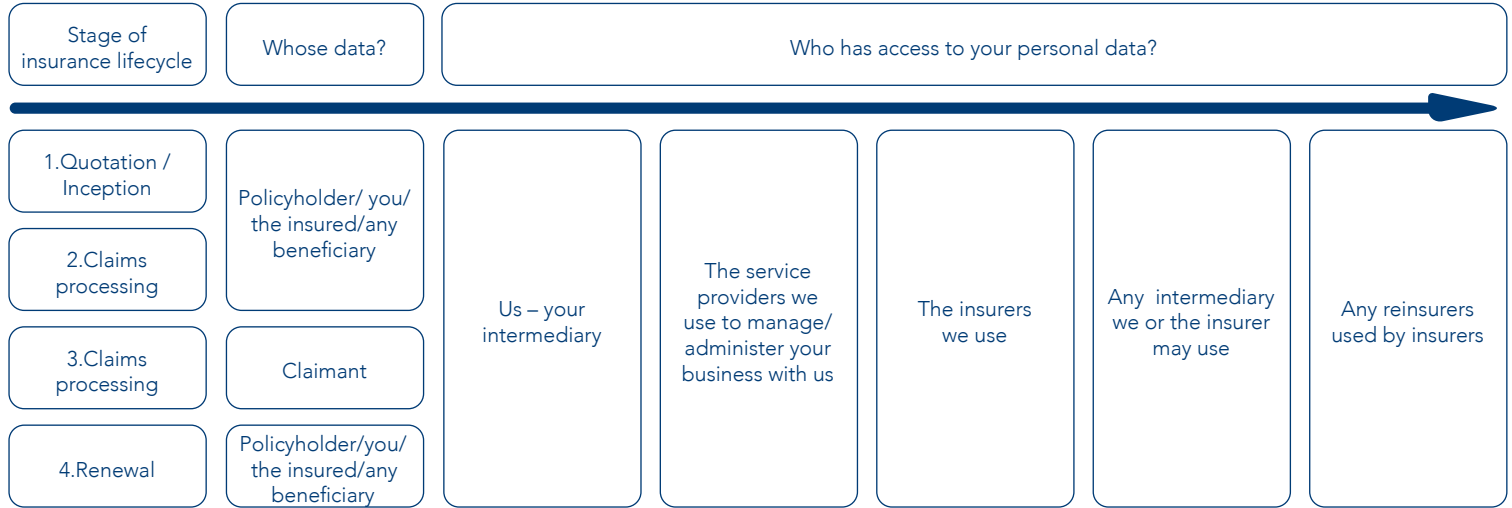 Stage of
insurance lifecycle
Whose data?
Who has access to your personal data?
1.Quotation /
Inception
2.Claims
processing
3.Claims
processing
4.Renewal
Policyholder/ you/
the insured/any
beneficiary
Claimant
Policyholder/you/
the insured/any
beneficiary
Us – your
intermediary
The service
providers we
use to manage/
administer your
business with us
The insurers
we use
Any intermediary
we or the insurer
may use
Any reinsurers
used by insurers